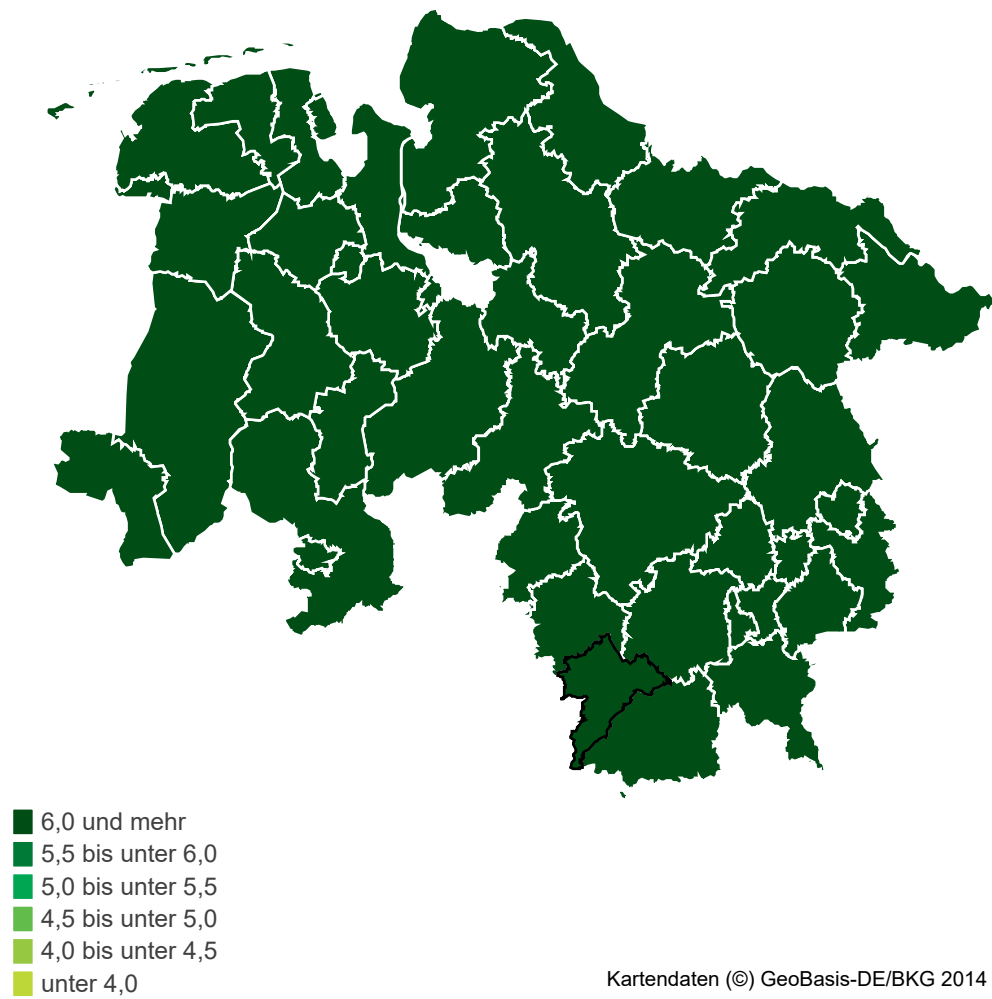 6,0 und mehr
5,5 bis unter 6,0
5,0 bis unter 5,5
4,5 bis unter 5,0
4,0 bis unter 4,5
unter 4,0
Kartendaten (©) GeoBasis-DE/BKG 2014